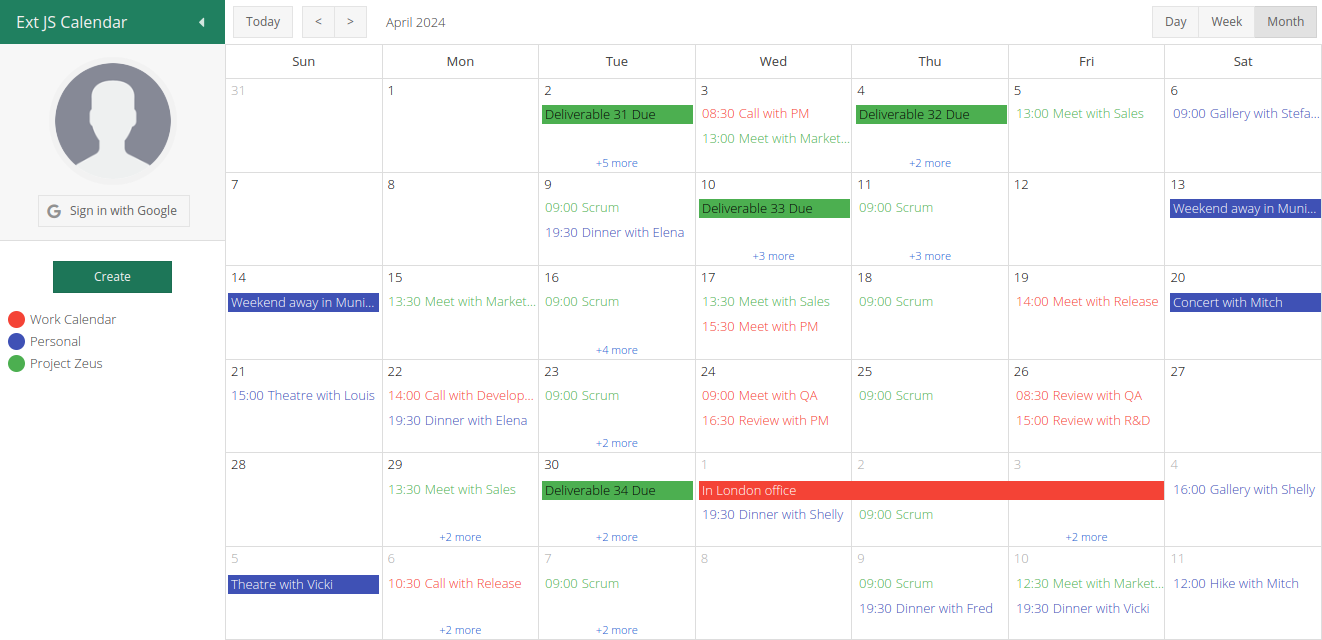 Ext JS Calendar
Today < > April 2024 Day Week Month
Sign in with Google
Create
Work Calendar
Personal
Project Zeus
Sun Mon Tue Wed Thu Fri Sat
31 1 2 3 4 5 6
Deliverable 31 Due 08:30 Call with PM Deliverable 32 Due 13:00 Meet with Sales 09:00 Gallery with Stefa...
13:00 Meet with Market...
+5 more +2 more
7 8 9 10 11 12 13
09:00 Scrum Deliverable 33 Due 09:00 Scrum Weekend away in Muni...
19:30 Dinner with Elena
+3 more +3 more
14 15 16 17 18 19 20
Weekend away in Muni... 13:30 Meet with Market... 09:00 Scrum 13:30 Meet with Sales 09:00 Scrum 14:00 Meet with Release Concert with Mitch
15:30 Meet with PM
+4 more
21 22 23 24 25 26 27
15:00 Theatre with Louis 14:00 Call with Develop... 09:00 Scrum 09:00 Meet with QA 09:00 Scrum 08:30 Review with QA
19:30 Dinner with Elena 16:30 Review with PM 15:00 Review with R&D
+2 more
28 29 30 1 2 3 4
13:30 Meet with Sales Deliverable 34 Due In London office 16:00 Gallery with Shelly
19:30 Dinner with Shelly 09:00 Scrum
+2 more +2 more +2 more
5 6 7 8 9 10 11
Theatre with Vicki 10:30 Call with Release 09:00 Scrum 09:00 Scrum 12:30 Meet with Market... 12:00 Hike with Mitch
19:30 Dinner with Fred 19:30 Dinner with Vicki
+2 more +2 more